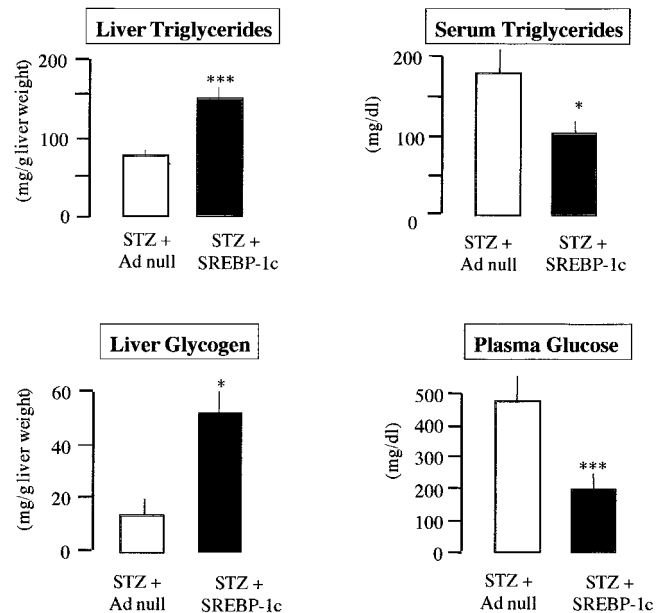 Liver Triglycerides
(mg/g liver weight)
200
100
0
***
STZ +
Ad null
STZ +
SREBP-1c
Serum Triglycerides
(mg/dl)
200
100
0
*
STZ +
Ad null
STZ +
SREBP-1c
Liver Glycogen
(mg/g liver weight)
60
40
20
0
*
STZ +
Ad null
STZ +
SREBP-1c
Plasma Glucose
(mg/dl)
500
400
300
200
100
0
***
STZ +
Ad null
STZ +
SREBP-1c